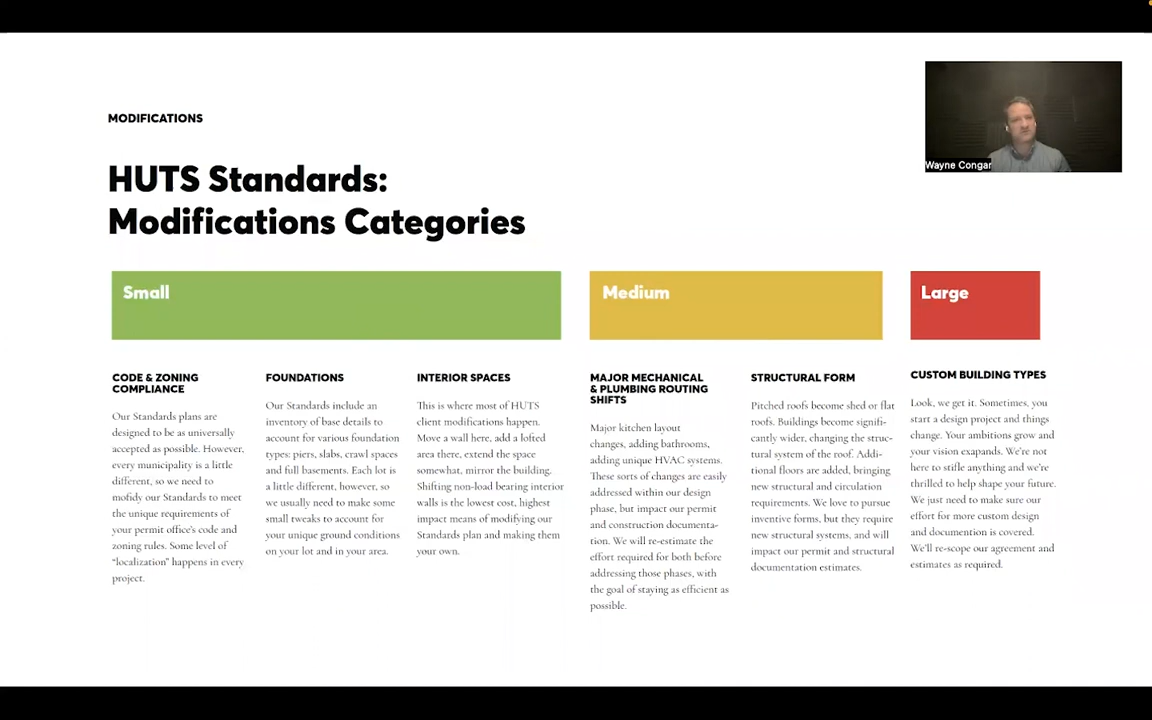 MODIFICATIONS
HUTS Standards:
Modifications Categories
Wayne Congar
Small
Medium
Large
CODE & ZONING
COMPLIANCE
Our Standards plans are
designed to be as universally
accepted as possible. However,
every municipality is a little
different, so we need to
mofidy our Standards to meet
the unique requirements of
your permit office's code and
zoning rules. Some level of
“localization” happens in every
project.
FOUNDATIONS
Our Standards include an
inventory of base details to
account for various foundation
types: piers, slabs, crawl spaces
and full basements. Each lot is
a little different, however, so
we usually need to make some
small tweaks to account for
your unique ground conditions
on your lot and in your area.
INTERIOR SPACES
This is where most of HUTS
client modifications happen.
Move a wall here, add a lofted
area there, extend the space
somewhat, mirror the building.
Shifting non-load bearing interior
walls is the lowest cost, highest
impact means of modifying our
Standards plan and making them
your own.
MAJOR MECHANICAL
& PLUMBING ROUTING
SHIFTS
Major kitchen layout
changes, adding bathrooms,
adding unique HVAC systems.
These sorts of changes are easily
addressed within our design
phase, but impact our permit
and construction documenta-
tion. We will re-estimate the
effort required for both before
addressing those phases, with
the goal of staying as efficient as
possible.
STRUCTURAL FORM
Pitched roofs become shed or flat
roofs. Buildings become signifi-
cantly wider, changing the struc-
tural system of the roof. Addi-
tional floors are added, bringing
new structural and circulation
requirements. We love to pursue
inventive forms, but they require
new structural systems, and will
impact our permit and structural
documentation estimates.
CUSTOM BUILDING TYPES
Look, we get it. Sometimes, you
start a design project and things
change. Your ambitions grow and
your vision exapands. We're not
here to stifle anything and we're
thrilled to help shape your future.
We just need to make sure our
effort for more custom design
and documention is covered.
We'll re-scope our agreement and
estimates as required.